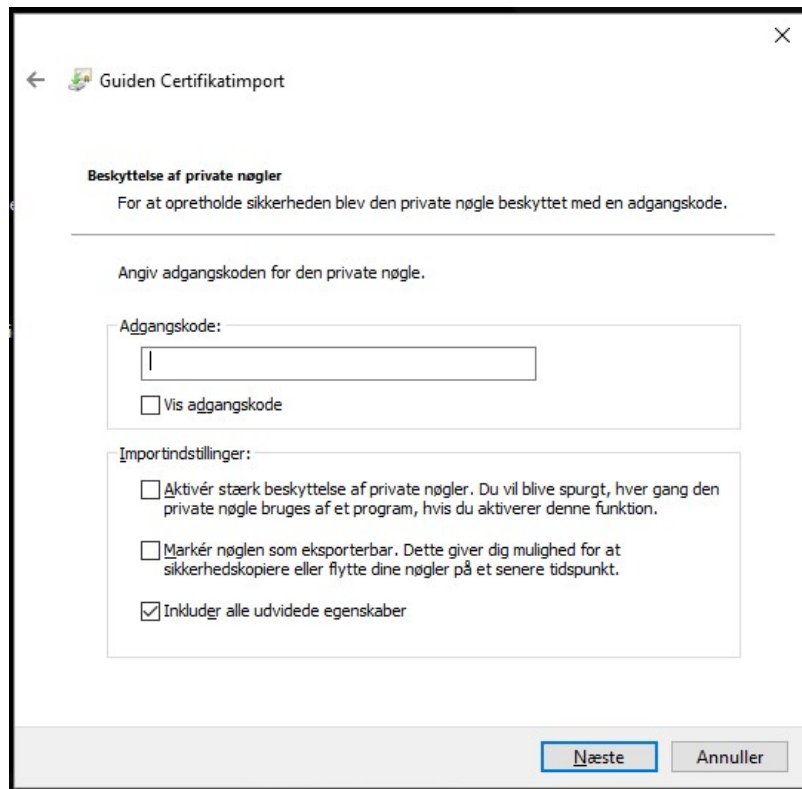 Guiden Certifikatimport
Beskyttelse af private nøgler
For at opretholde sikkerheden blev den private nøgle beskyttet med en adgangskode.
Angiv adgangskoden for den private nøgle.
Adgangskode:
Vis adgangskode
Importindstillinger:
Aktivér stærk beskyttelse af private nøgler. Du vil blive spurgt, hver gang den
private nøgle bruges af et program, hvis du aktiverer denne funktion.
Markér nøglen som eksporterbar. Dette giver dig mulighed for at
sikkerhedskopiere eller flytte dine nøgler på et senere tidspunkt.
Inkluder alle udvidede egenskaber
Næste
Annuller